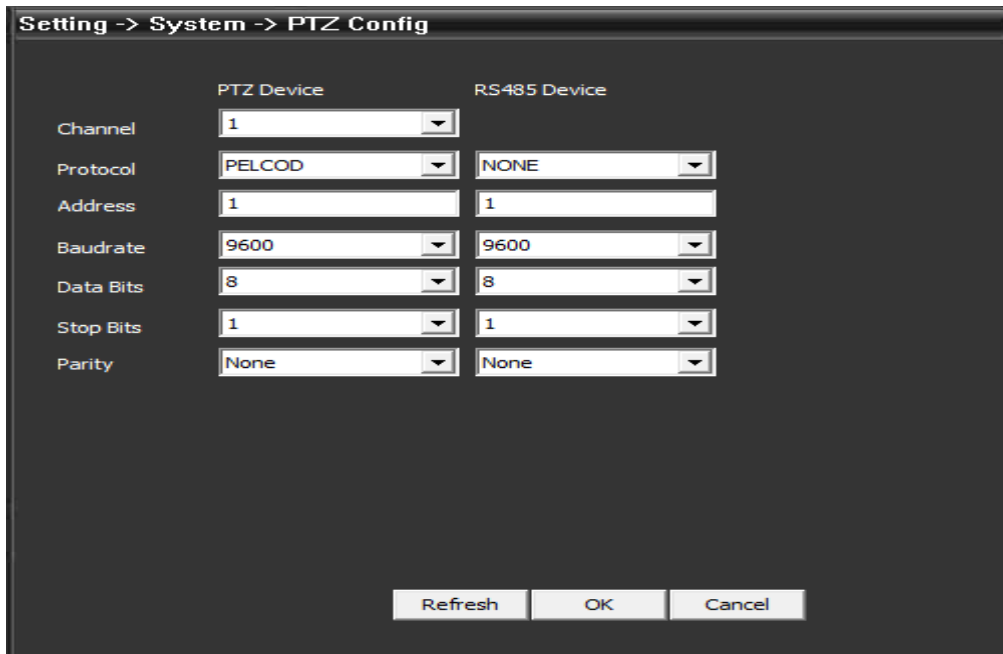 Setting -> System -> PTZ Config
PTZ Device RS485 Device
Channel 1
Protocol PELCOD NONE
Address 1 1
Baudrate 9600 9600
Data Bits 8 8
Stop Bits 1 1
Parity None None
Refresh OK Cancel